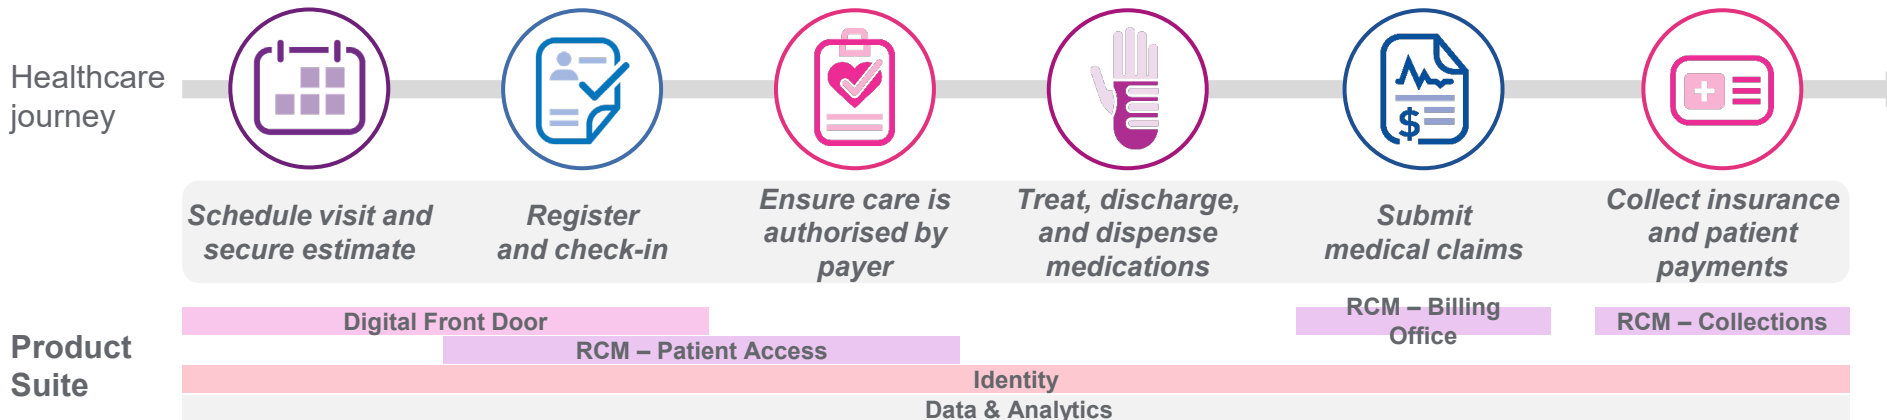 Healthcare
journey
Schedule visit and
secure estimate
Register
and check-in
Ensure care is
authorised by
payer
Treat, discharge,
and dispense
medications
Submit
medical claims
Collect insurance
and patient
payments
$
Product
Suite
Digital Front Door
RCM – Billing
Office
RCM – Collections
RCM – Patient Access
Identity
Data & Analytics